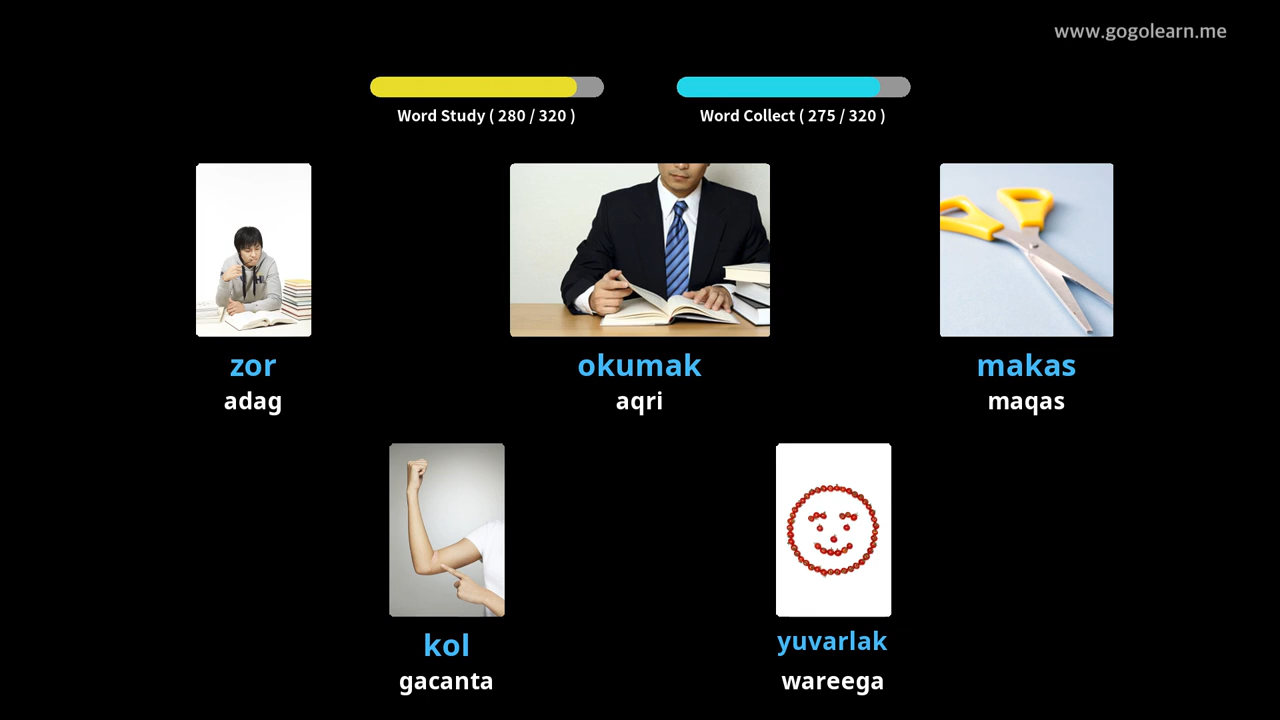 www.gogolearn.me
Word Study ( 280 / 320 )
Word Collect ( 275 / 320 )
zor
adag
okumak
aqri
makas
maqas
kol
gacanta
yuvarlak
wareega